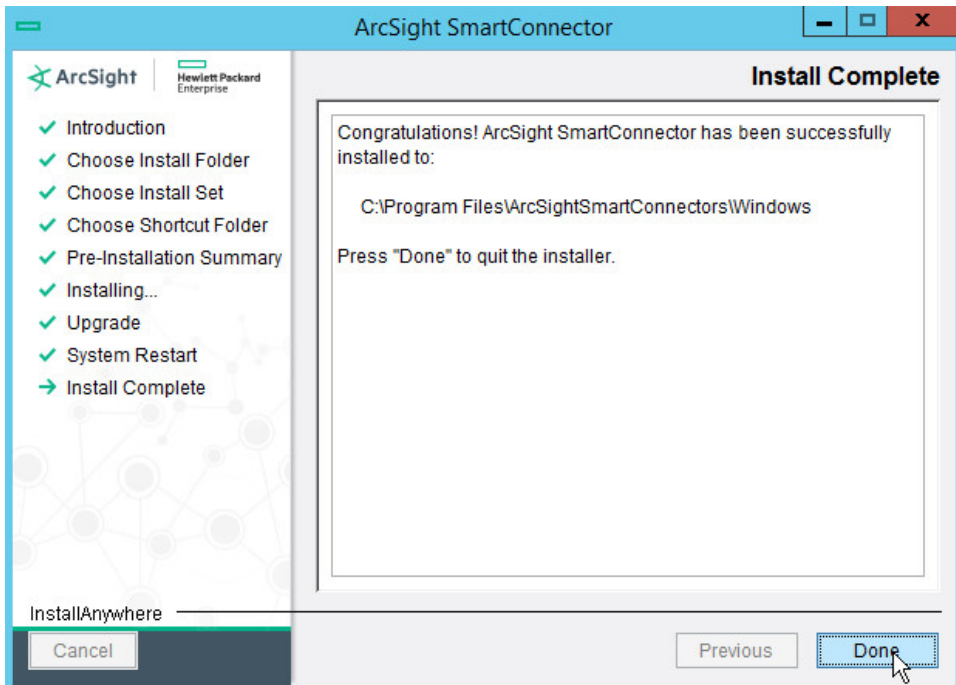 ArcSight SmartConnector
ArcSight
Hewlett Packard
Enterprise
Install Complete
Introduction
Choose Install Folder
Choose Install Set
Choose Shortcut Folder
Pre-Installation Summary
Installing...
Upgrade
System Restart
Install Complete
Congratulations! ArcSight SmartConnector has been successfully
installed to:
C:\Program Files\ArcSightSmartConnectors\Windows
Press "Done" to quit the installer.
InstallAnywhere
Cancel
Previous
Done